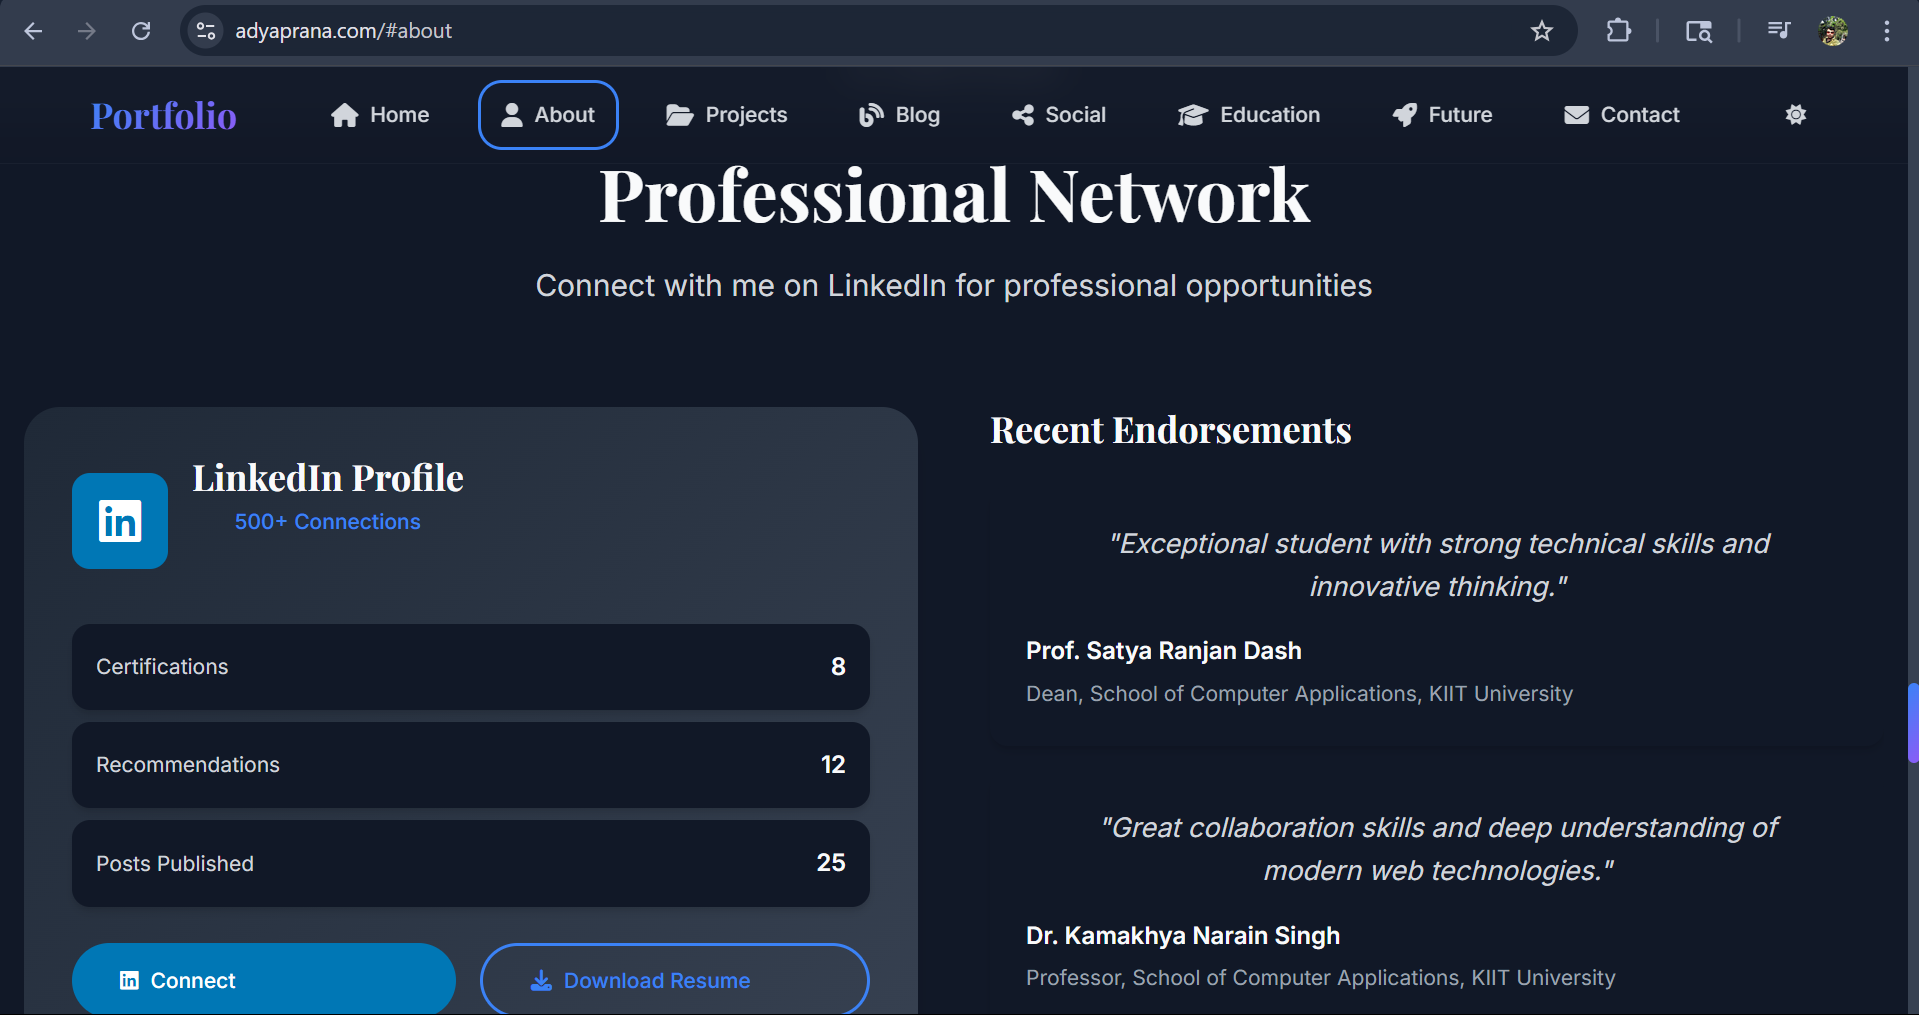 adyaprana.com/#about
Portfolio
Home
About
Projects
Blog
Social
Education
Future
Contact
Professional Network
Connect with me on LinkedIn for professional opportunities
in
LinkedIn Profile
500+ Connections
Certifications 8
Recommendations 12
Posts Published 25
in Connect
Download Resume
Recent Endorsements
"Exceptional student with strong technical skills and
innovative thinking."
Prof. Satya Ranjan Dash
Dean, School of Computer Applications, KIIT University
"Great collaboration skills and deep understanding of
modern web technologies."
Dr. Kamakhya Narain Singh
Professor, School of Computer Applications, KIIT University